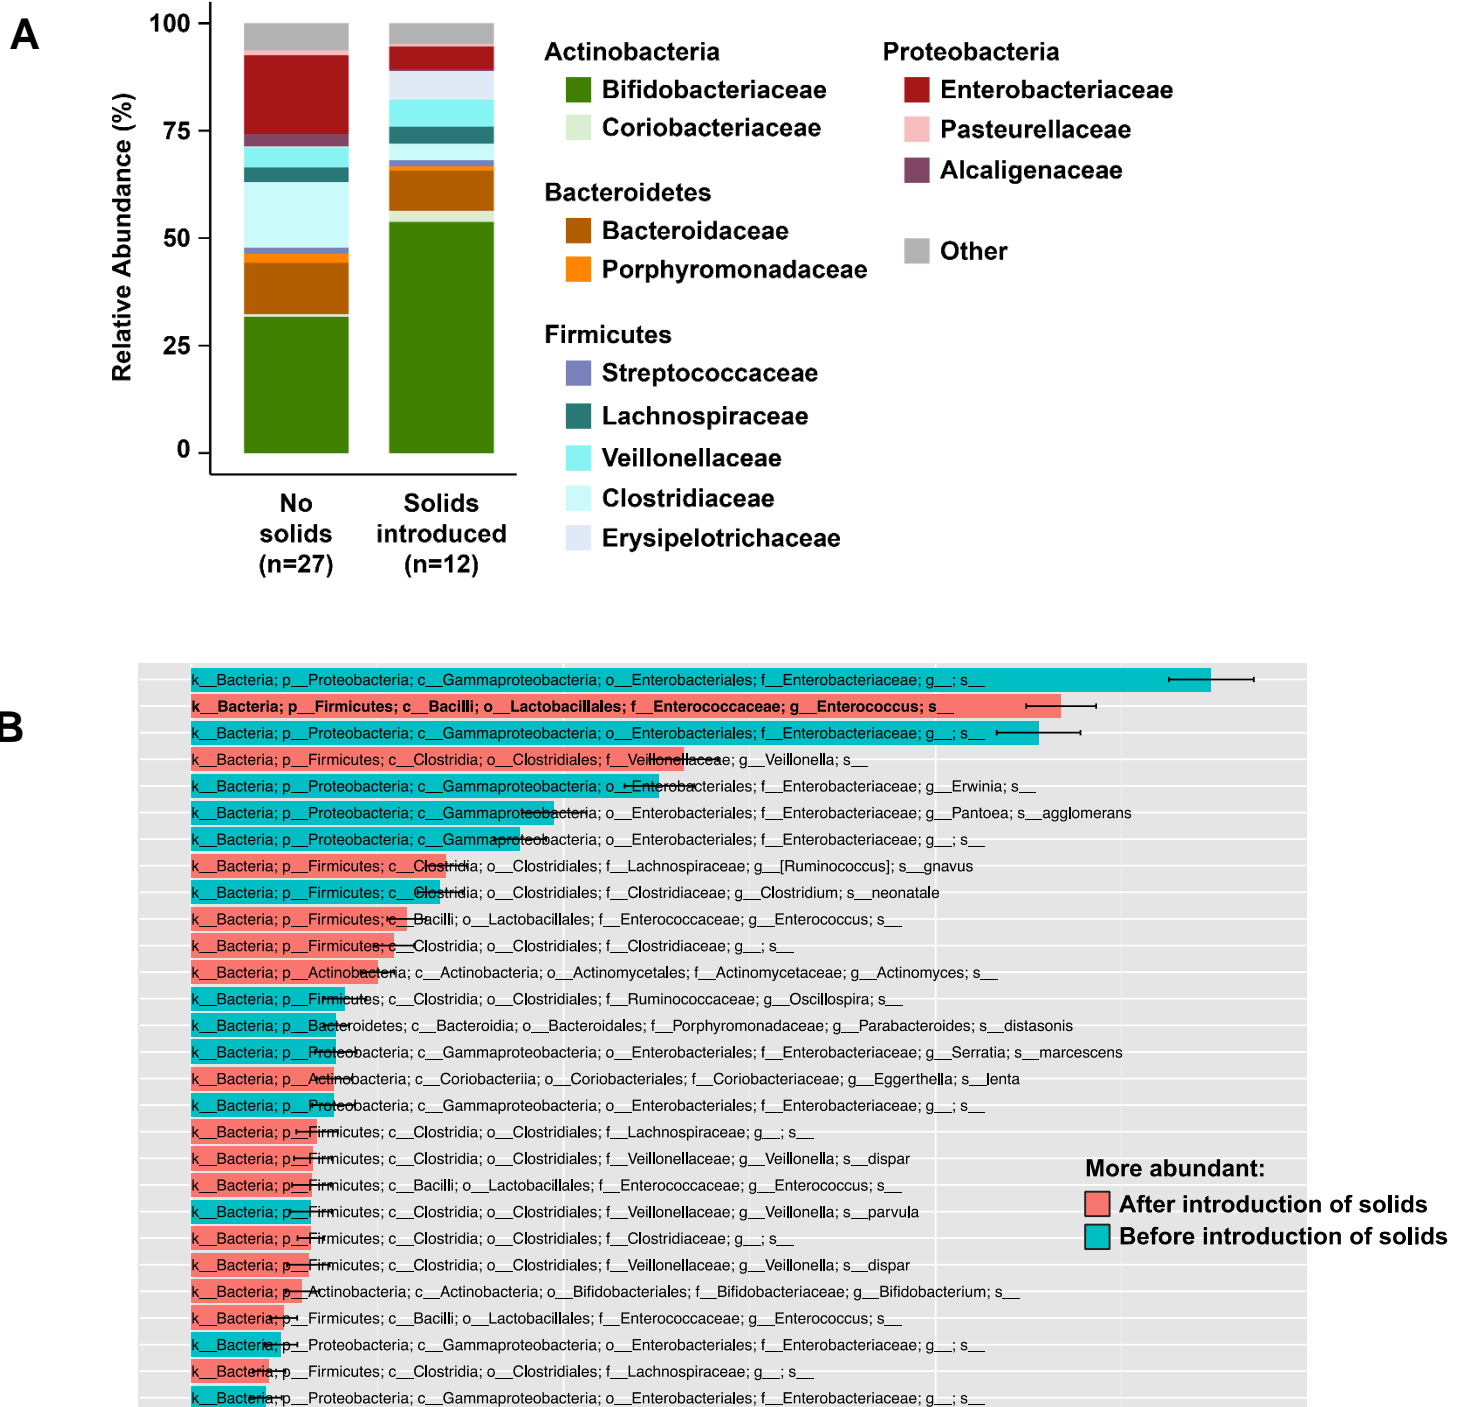 A
Relative Abundance (%)
100
75
50
25
0
No
solids
(n=27)
Solids
introduced
(n=12)
Actinobacteria
Bifidobacteriaceae
Coriobacteriaceae
Bacteroidetes
Bacteroidaceae
Porphyromonadaceae
Firmicutes
Streptococcaceae
Lachnospiraceae
Veillonellaceae
Clostridiaceae
Erysipelotrichaceae
Proteobacteria
Enterobacteriaceae
Pasteurellaceae
Alcaligenaceae
Other
B
k__Bacteria; p__Proteobacteria; c__Gammaproteobacteria; o__Enterobacteriales; f__Enterobacteriaceae; g__; s__
k__Bacteria; p__Firmicutes; c__Bacilli; o__Lactobacillales; f__Enterococcaceae; g__Enterococcus; s__
k__Bacteria; p__Proteobacteria; c__Gammaproteobacteria; o__Enterobacteriales; f__Enterobacteriaceae; g__; s__
k__Bacteria; p__Firmicutes; c__Clostridia; o__Clostridiales; f__Veillonellaceae; g__Veillonella; s__
k__Bacteria; p__Proteobacteria; c__Gammaproteobacteria; o__Enterobacteriales; f__Enterobacteriaceae; g__Erwinia; s__
k__Bacteria; p__Proteobacteria; c__Gammaproteobacteria; o__Enterobacteriales; f__Enterobacteriaceae; g__Pantoea; s__agglomerans
k__Bacteria; p__Proteobacteria; c__Gammaproteobacteria; o__Enterobacteriales; f__Enterobacteriaceae; g__; s__
k__Bacteria; p__Firmicutes; c__Clostridia; o__Clostridiales; f__Lachnospiraceae; g__[Ruminococcus]; s__gnavus
k__Bacteria; p__Firmicutes; c__Clostridia; o__Clostridiales; f__Clostridiaceae; g__Clostridium; s__neonatale
k__Bacteria; p__Firmicutes; c__Bacilli; o__Lactobacillales; f__Enterococcaceae; g__Enterococcus; s__
k__Bacteria; p__Firmicutes; c__Clostridia; o__Clostridiales; f__Clostridiaceae; g__; s__
k__Bacteria; p__Actinobacteria; c__Actinobacteria; o__Actinomycetales; f__Actinomycetaceae; g__Actinomyces; s__
k__Bacteria; p__Firmicutes; c__Clostridia; o__Clostridiales; f__Ruminococcaceae; g__Oscillospira; s__
k__Bacteria; p__Bacteroidetes; c__Bacteroidia; o__Bacteroidales; f__Porphyromonadaceae; g__Parabacteroides; s__distasonis
k__Bacteria; p__Proteobacteria; c__Gammaproteobacteria; o__Enterobacteriales; f__Enterobacteriaceae; g__Serratia; s__marcescens
k__Bacteria; p__Actinobacteria; c__Coriobacteriia; o__Coriobacteriales; f__Coriobacteriaceae; g__Eggerthella; s__lenta
k__Bacteria; p__Proteobacteria; c__Gammaproteobacteria; o__Enterobacteriales; f__Enterobacteriaceae; g__; s__
k__Bacteria; p__Firmicutes; c__Clostridia; o__Clostridiales; f__Lachnospiraceae; g__; s__
k__Bacteria; p__Firmicutes; c__Clostridia; o__Clostridiales; f__Veillonellaceae; g__Veillonella; s__dispar
k__Bacteria; p__Firmicutes; c__Bacilli; o__Lactobacillales; f__Enterococcaceae; g__Enterococcus; s__
k__Bacteria; p__Firmicutes; c__Clostridia; o__Clostridiales; f__Veillonellaceae; g__Veillonella; s__parvula
k__Bacteria; p__Firmicutes; c__Clostridia; o__Clostridiales; f__Clostridiaceae; g__; s__
k__Bacteria; p__Firmicutes; c__Clostridia; o__Clostridiales; f__Veillonellaceae; g__Veillonella; s__dispar
k__Bacteria; p__Actinobacteria; c__Actinobacteria; o__Bifidobacteriales; f__Bifidobacteriaceae; g__Bifidobacterium; s__
k__Bacteria; p__Firmicutes; c__Bacilli; o__Lactobacillales; f__Enterococcaceae; g__Enterococcus; s__
k__Bacteria; p__Proteobacteria; c__Gammaproteobacteria; o__Enterobacteriales; f__Enterobacteriaceae; g__; s__
k__Bacteria; p__Firmicutes; c__Clostridia; o__Clostridiales; f__Lachnospiraceae; g__; s__
k__Bacteria; p__Proteobacteria; c__Gammaproteobacteria; o__Enterobacteriales; f__Enterobacteriaceae; g__; s__
More abundant:
After introduction of solids
Before introduction of solids